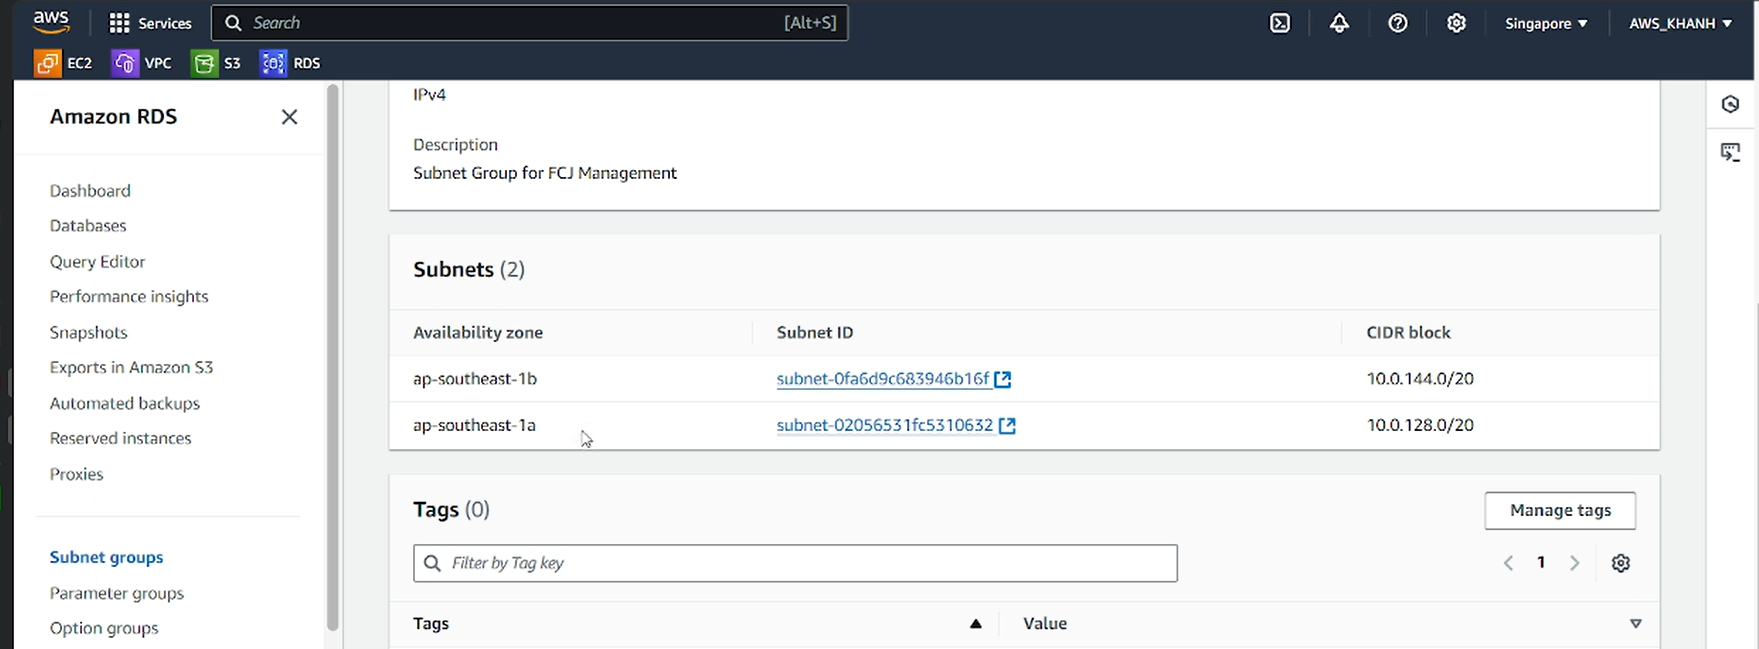 aws
Services
Search
[Alt+S]
Singapore
AWS_KHANH
EC2
VPC
S3
RDS
Amazon RDS
Dashboard
Databases
Query Editor
Performance insights
Snapshots
Exports in Amazon S3
Automated backups
Reserved instances
Proxies
Subnet groups
Parameter groups
Option groups
IPv4
Description
Subnet Group for FCJ Management
Subnets (2)
Availability zone Subnet ID CIDR block
ap-southeast-1b subnet-0fa6d9c683946b16f 10.0.144.0/20
ap-southeast-1a subnet-02056531fc5310632 10.0.128.0/20
Tags (0)
Manage tags
Filter by Tag key
1
Tags Value